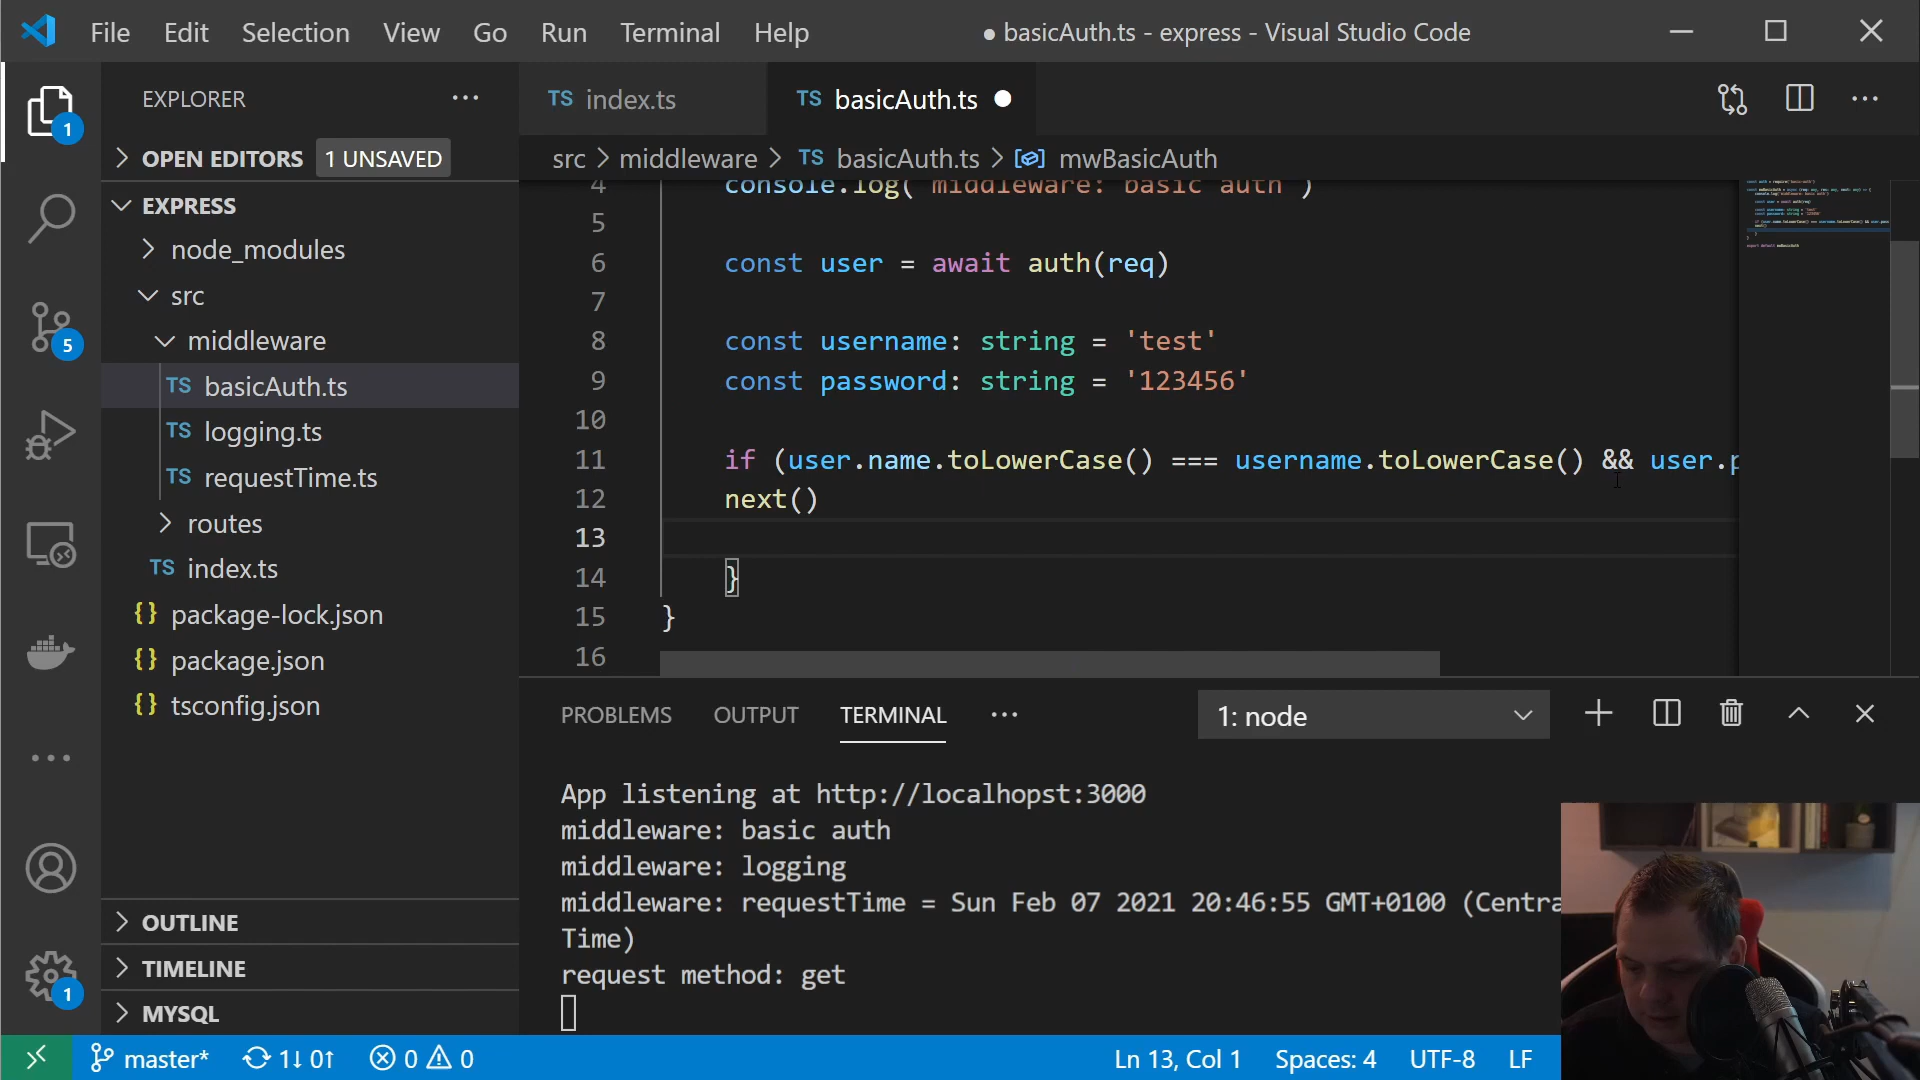 File Edit Selection View Go Run Terminal Help
● basicAuth.ts - express - Visual Studio Code
EXPLORER
OPEN EDITORS 1 UNSAVED
EXPRESS
node_modules
src
middleware
TS basicAuth.ts
TS logging.ts
TS requestTime.ts
routes
TS index.ts
{} package-lock.json
{} package.json
{} tsconfig.json
OUTLINE
TIMELINE
MYSQL
1
5
1
TS index.ts
TS basicAuth.ts ●
src > middleware > TS basicAuth.ts > mwBasicAuth
4 console.log('middleware: basic auth')
5
6 const user = await auth(req)
7
8 const username: string = 'test'
9 const password: string = '123456'
10
11 if (user.name.toLowerCase() === username.toLowerCase() && user.p
12 next()
13
14 }
15 }
16
PROBLEMS OUTPUT TERMINAL ··· 1: node
App listening at http://localhopst:3000
middleware: basic auth
middleware: logging
middleware: requestTime = Sun Feb 07 2021 20:46:55 GMT+0100 (Centra
Time)
request method: get
master* 1↓ 0↑ 0 0 Ln 13, Col 1 Spaces: 4 UTF-8 LF